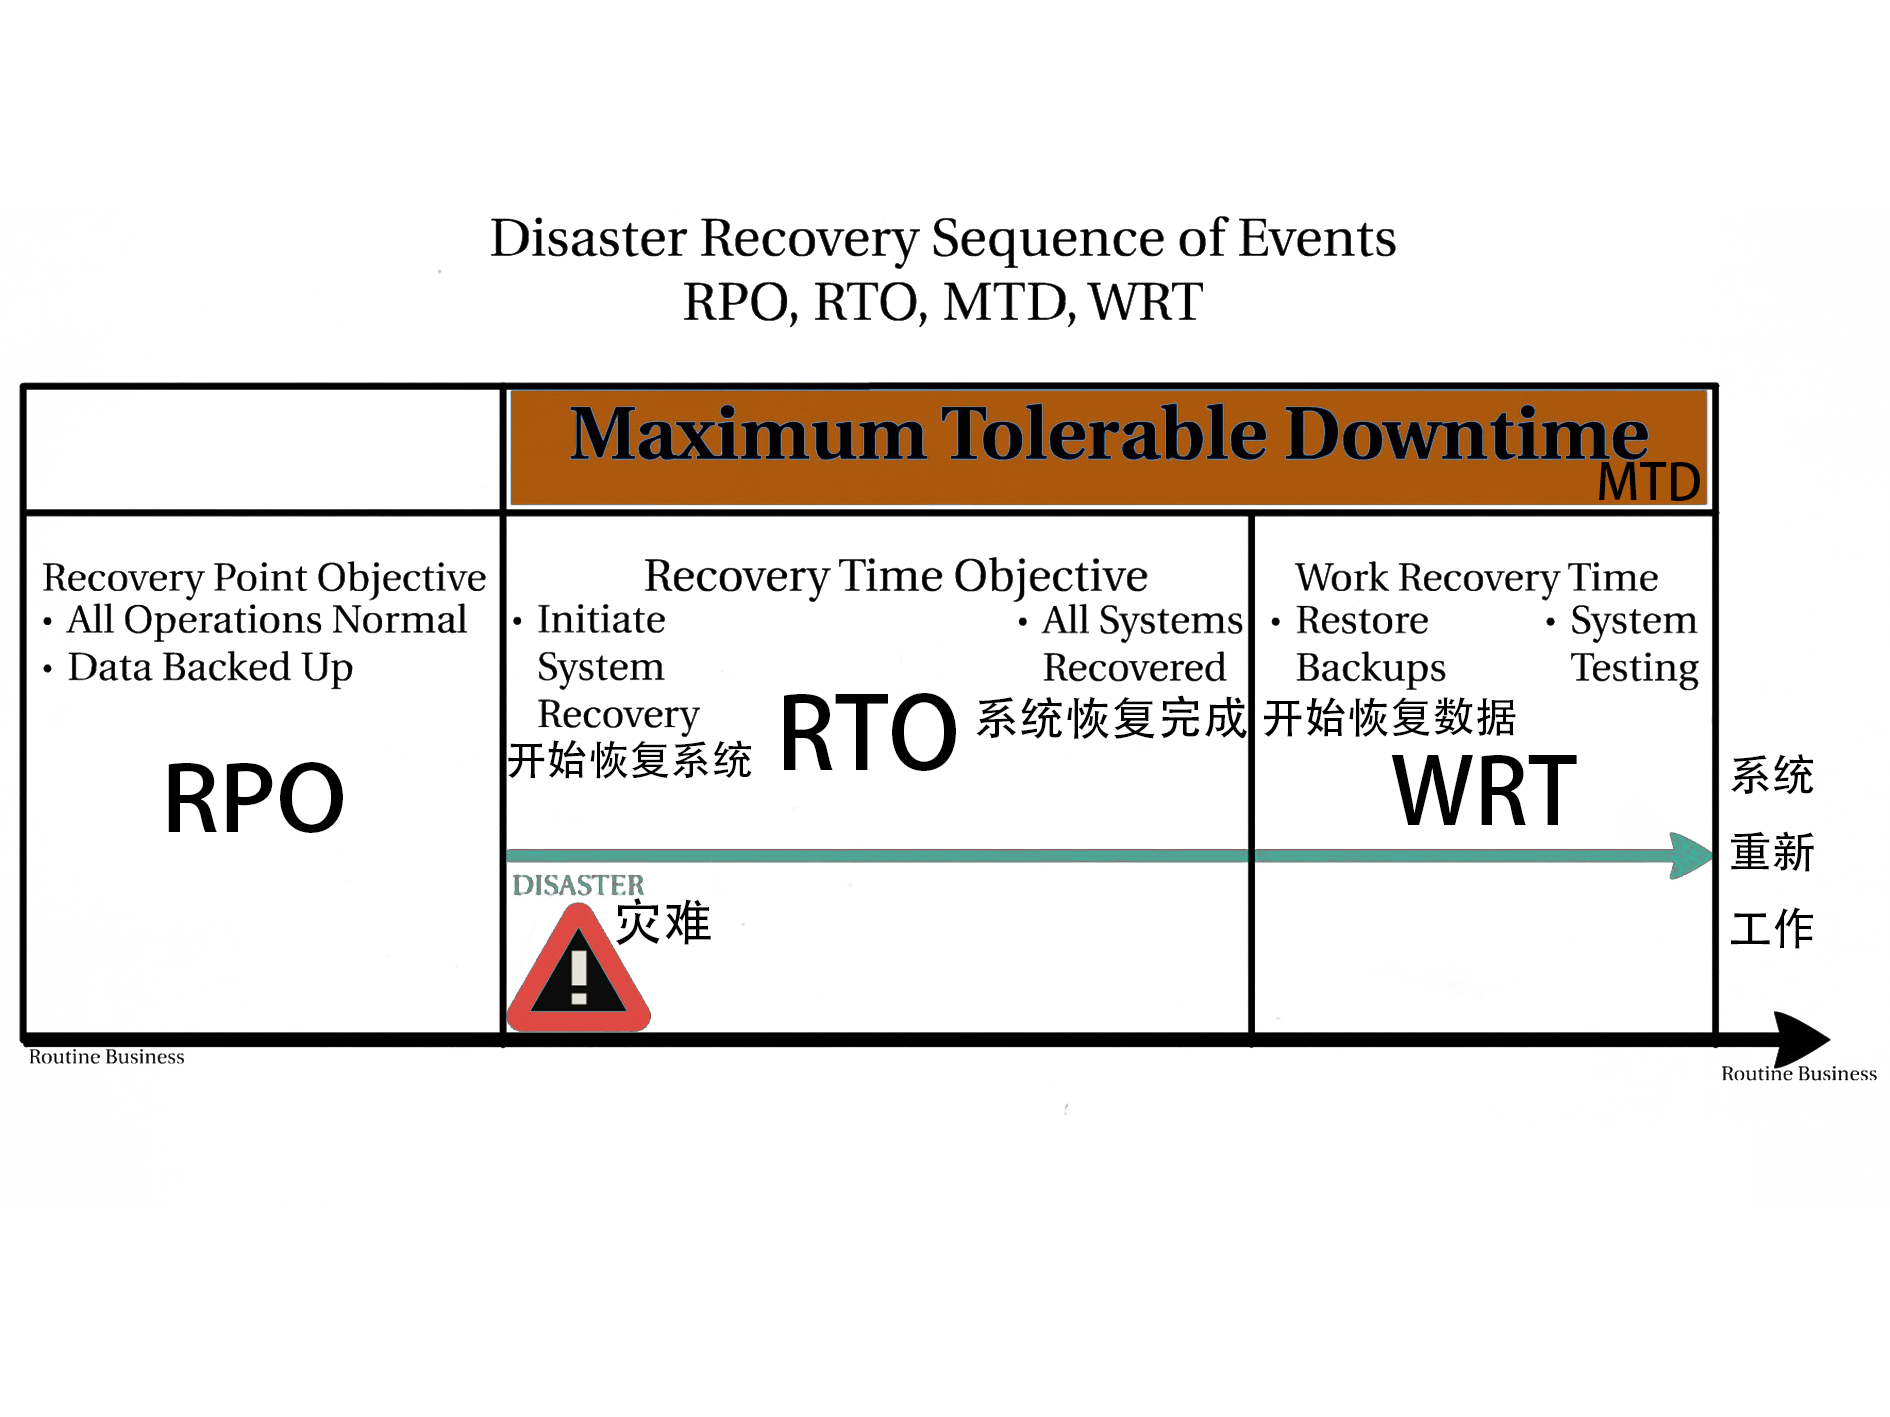 Disaster Recovery Sequence of Events
RPO, RTO, MTD, WRT
Maximum Tolerable Downtime
MTD
Recovery Point Objective
• All Operations Normal
• Data Backed Up
RPO
Recovery Time Objective
• Initiate
System
Recovery
开始恢复系统
RTO
• All Systems
Recovered
系统恢复完成
Work Recovery Time
• Restore
Backups
开始恢复数据
• System
Testing
WRT
系统
重新
工作
DISASTER
灾难
!
Routine Business
Routine Business